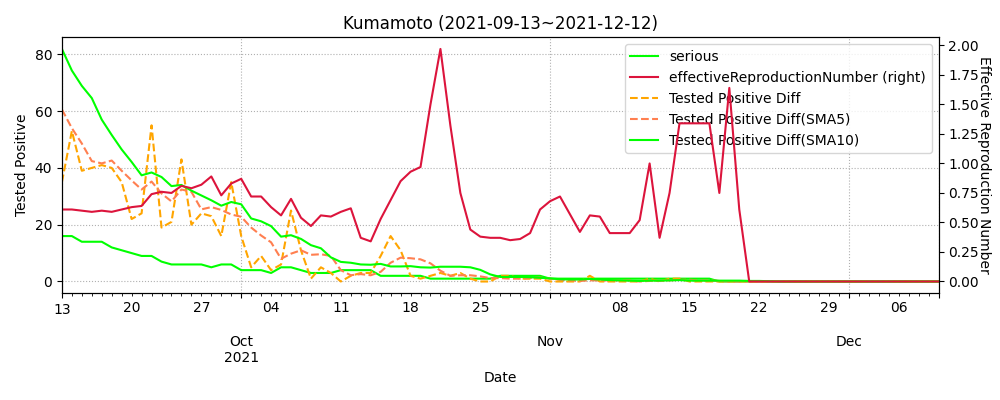 Kumamoto (2021-09-13~2021-12-12)
serious
effectiveReproductionNumber (right)
Tested Positive Diff
Tested Positive Diff(SMA5)
Tested Positive Diff(SMA10)
Tested Positive
80
60
40
20
0
2.00
1.75
1.50
1.25
1.00
0.75
0.50
0.25
0.00
Effective Reproduction Number
13 20 27 04 11 18 25 08 15 22 29 06
Oct Nov Dec
2021
Date